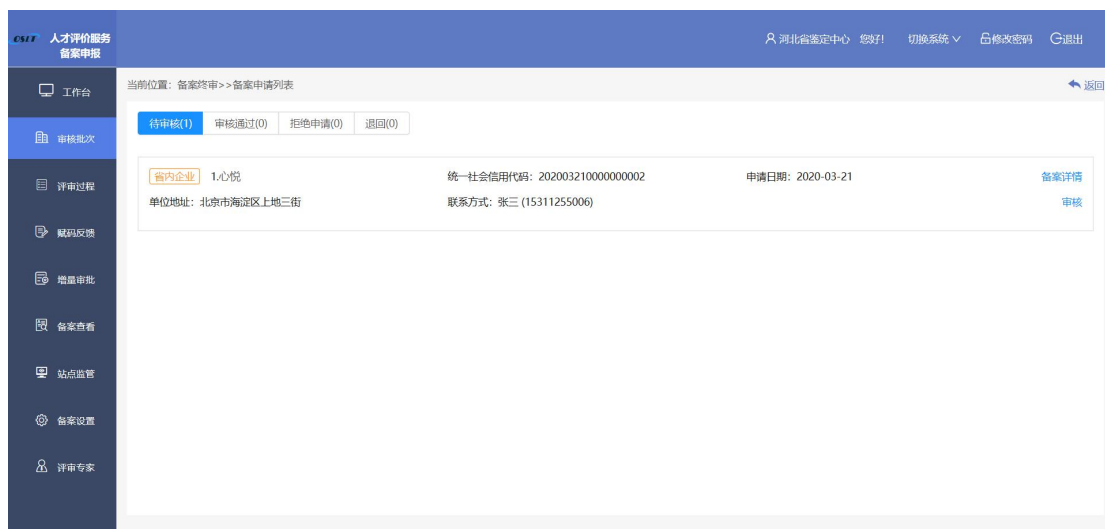 OSLT 人才评价服务
备案申报
河北省鉴定中心 您好! 切换系统 修改密码 退出
工作台
审核批次
评审过程
赋码反馈
增量审批
备案查看
站点监管
备案设置
评审专家
当前位置：备案终审>>备案申请列表 返回
待审核(1) 审核通过(0) 拒绝申请(0) 退回(0)
省内企业 1.心悦 统一社会信用代码：202003210000000002 申请日期：2020-03-21 备案详情
单位地址：北京市海淀区上地三街 联系方式：张三 (15311255006) 审核